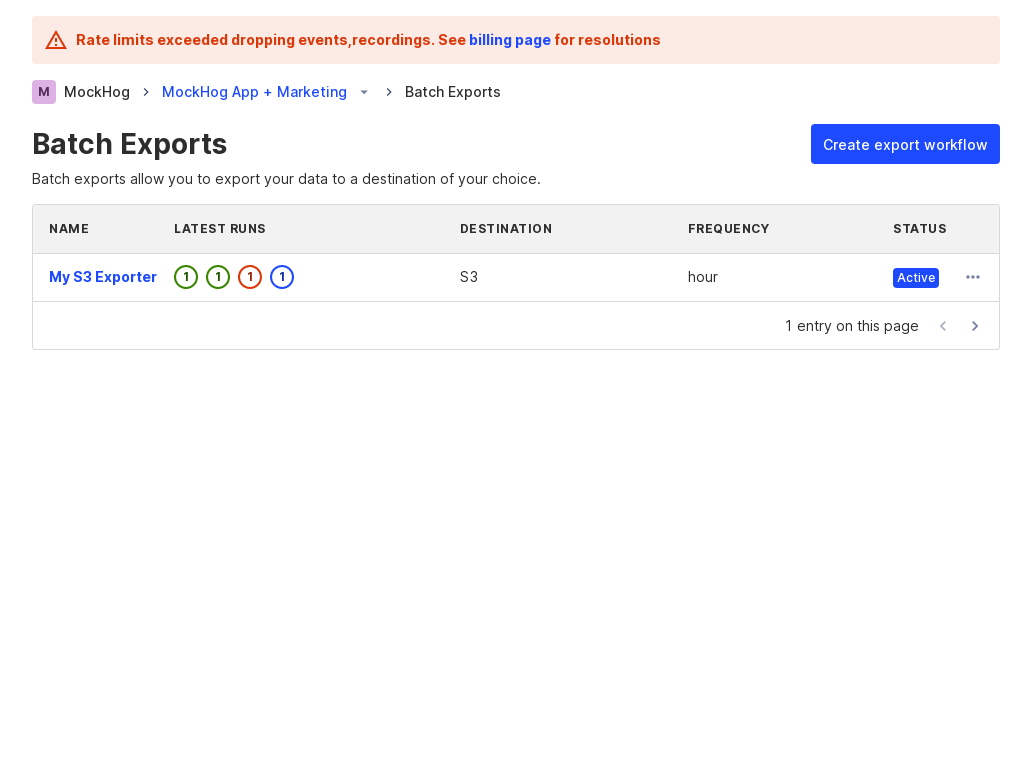 Rate limits exceeded dropping events,recordings. See billing page for resolutions
M MockHog MockHog App + Marketing Batch Exports
Batch Exports
Create export workflow
Batch exports allow you to export your data to a destination of your choice.
NAME LATEST RUNS DESTINATION FREQUENCY STATUS
My S3 Exporter 1 1 1 1 S3 hour Active
1 entry on this page